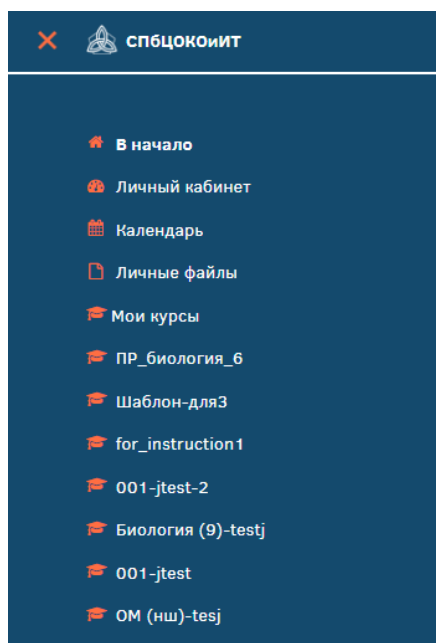 СПбЦОКОиИТ
В начало
Личный кабинет
Календарь
Личные файлы
Мои курсы
ПР_биология_6
Шаблон-для3
for_instruction1
001-jtest-2
Биология (9)-testj
001-jtest
ОМ (нш)-tesj